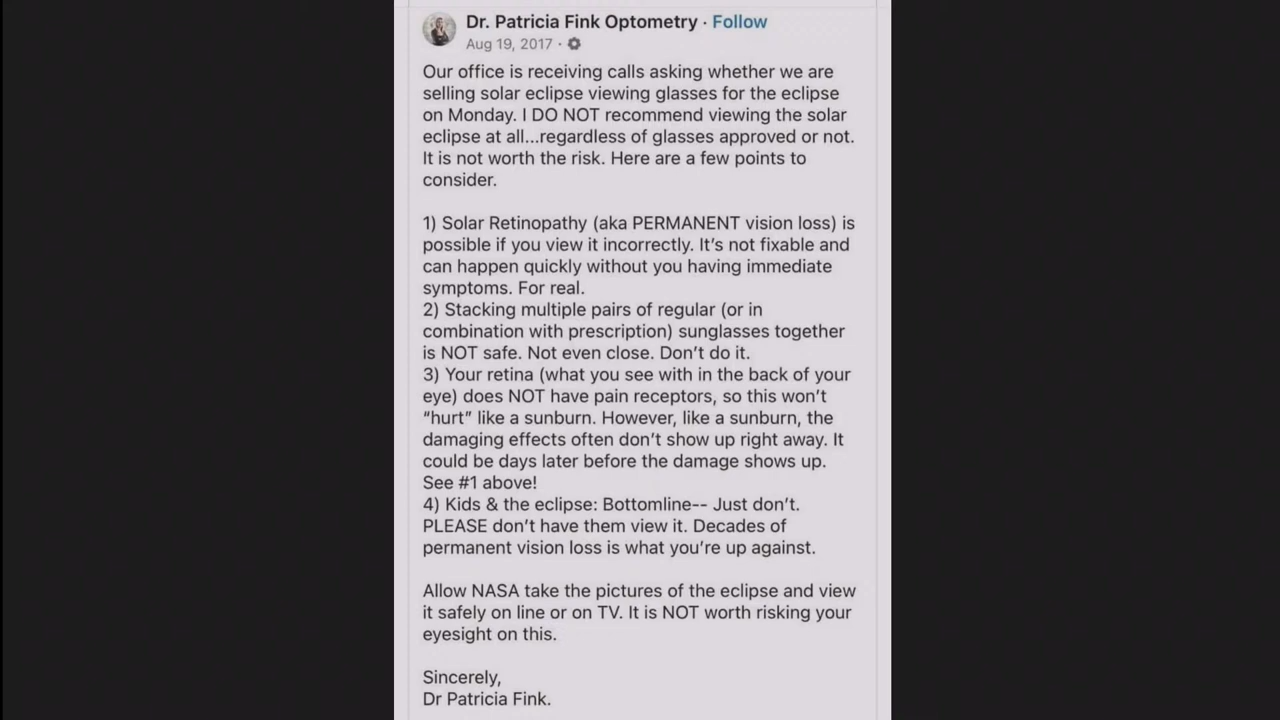 Dr. Patricia Fink Optometry · Follow
Aug 19, 2017 ·
Our office is receiving calls asking whether we are
selling solar eclipse viewing glasses for the eclipse
on Monday. I DO NOT recommend viewing the solar
eclipse at all...regardless of glasses approved or not.
It is not worth the risk. Here are a few points to
consider.
1) Solar Retinopathy (aka PERMANENT vision loss) is
possible if you view it incorrectly. It's not fixable and
can happen quickly without you having immediate
symptoms. For real.
2) Stacking multiple pairs of regular (or in
combination with prescription) sunglasses together
is NOT safe. Not even close. Don't do it.
3) Your retina (what you see with in the back of your
eye) does NOT have pain receptors, so this won't
“hurt” like a sunburn. However, like a sunburn, the
damaging effects often don't show up right away. It
could be days later before the damage shows up.
See #1 above!
4) Kids & the eclipse: Bottomline-- Just don't.
PLEASE don't have them view it. Decades of
permanent vision loss is what you're up against.
Allow NASA take the pictures of the eclipse and view
it safely on line or on TV. It is NOT worth risking your
eyesight on this.
Sincerely,
Dr Patricia Fink.